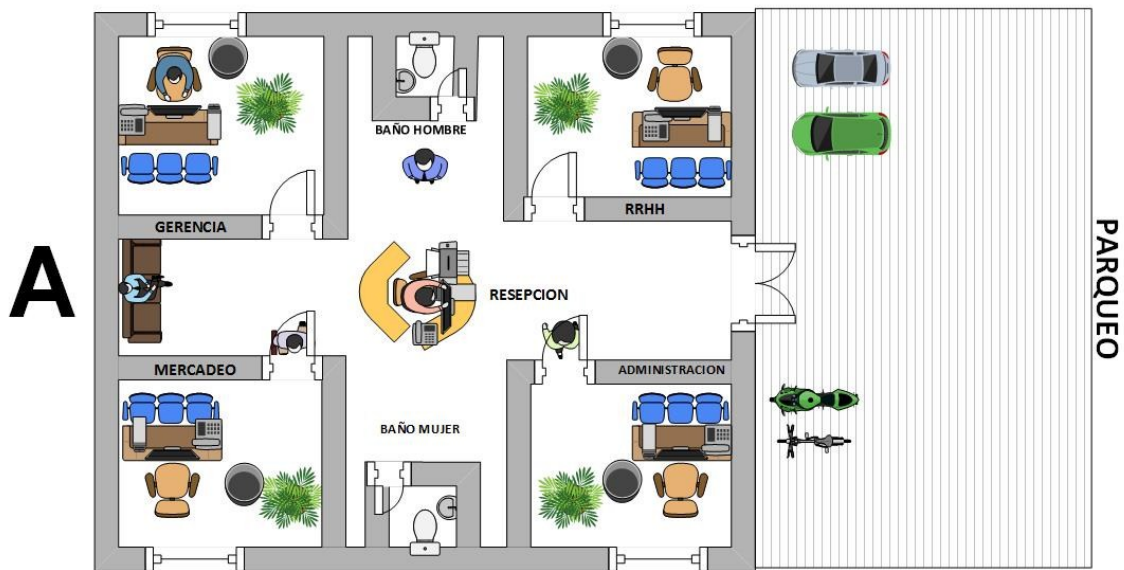 BAÑO HOMBRE
RRHH
GERENCIA
A
RESEPCION
PARQUEO
MERCADEO
ADMINISTRACION
BAÑO MUJER